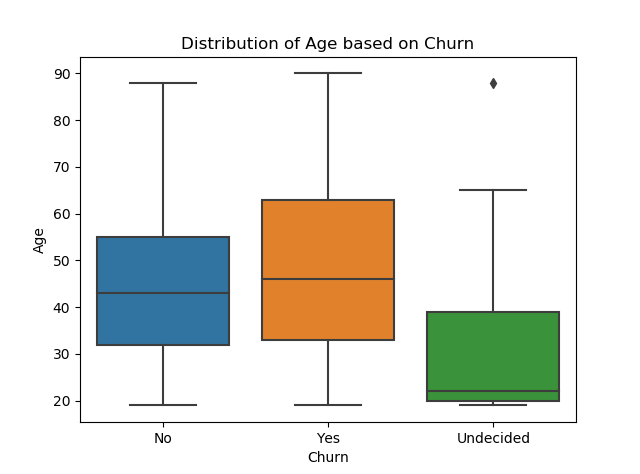 Distribution of Age based on Churn
90
80
70
60
50
40
30
20
Age
No Yes Undecided
Churn